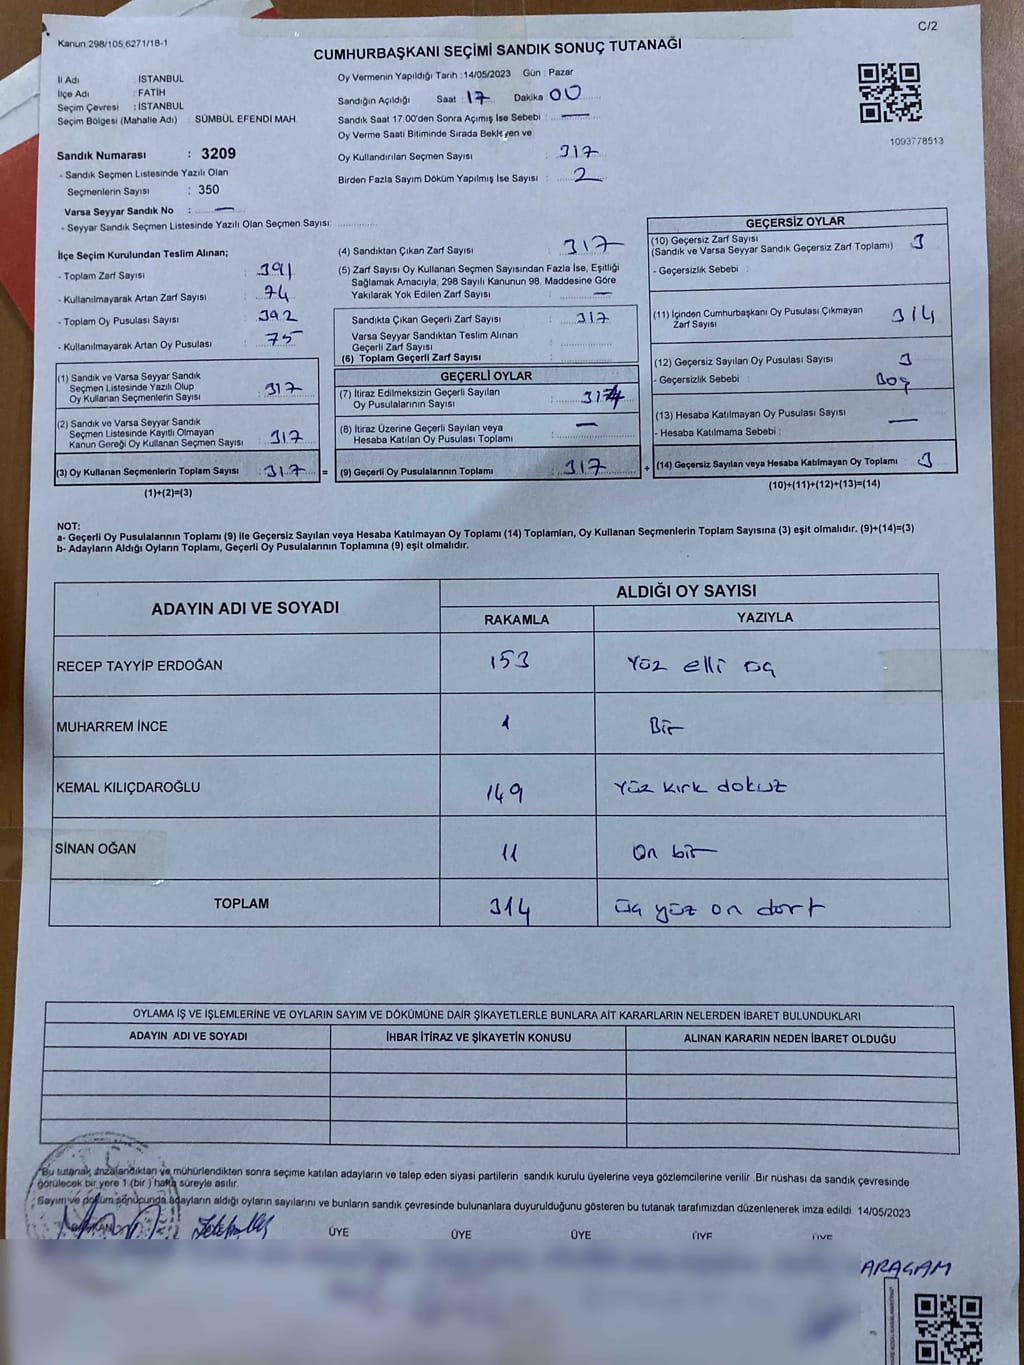 C/2
Kanun:298/105,6271/18-1
CUMHURBAŞKANI SEÇİMİ SANDIK SONUÇ TUTANAĞI
İl Adı : İSTANBUL
İlçe Adı : FATİH
Seçim Çevresi : İSTANBUL
Seçim Bölgesi (Mahalle Adı) : SÜMBÜL EFENDI MAH
Sandık Numarası : 3209
- Sandık Seçmen Listesinde Yazılı Olan
Seçmenlerin Sayısı : 350
Varsa Seyyar Sandık No : —
- Seyyar Sandık Seçmen Listesinde Yazılı Olan Seçmen Sayısı:
Oy Vermenin Yapıldığı Tarih :14/05/2023 Gün : Pazar
Sandığın Açıldığı Saat : 17 Dakika 00
Sandık Saat 17:00'den Sonra Açımış İse Sebebi : —
Oy Verme Saati Bitiminde Sırada Bekleyen ve
Oy Kullandırılan Seçmen Sayısı : 317
Birden Fazla Sayım Döküm Yapılmış İse Sayısı : 2
1093778513
İlçe Seçim Kurulundan Teslim Alınan;
- Toplam Zarf Sayısı : 391
- Kullanılmayarak Artan Zarf Sayısı : 74
- Toplam Oy Pusulası Sayısı : 392
- Kullanılmayarak Artan Oy Pusulası : 75
(1) Sandık ve Varsa Seyyar Sandık
Seçmen Listesinde Yazılı Olup
Oy Kullanan Seçmenlerin Sayısı : 317
(2) Sandık ve Varsa Seyyar Sandık
Seçmen Listesinde Kayıtlı Olmayan
Kanun Gereği Oy Kullanan Seçmen Sayısı : 317
(3) Oy Kullanan Seçmenlerin Toplam Sayısı : 317 =
(1)+(2)=(3)
(4) Sandıktan Çıkan Zarf Sayısı : 317
(5) Zarf Sayısı Oy Kullanan Seçmen Sayısından Fazla İse, Eşitliği
Sağlamak Amacıyla, 298 Sayılı Kanunun 98. Maddesine Göre
Yakılarak Yok Edilen Zarf Sayısı : —
Sandıkta Çıkan Geçerli Zarf Sayısı : 317
Varsa Seyyar Sandıktan Teslim Alınan
Geçerli Zarf Sayısı :
(6) Toplam Geçerli Zarf Sayısı :
GEÇERLİ OYLAR
(7) İtiraz Edilmeksizin Geçerli Sayılan
Oy Pusulalarının Sayısı :
(8) İtiraz Üzerine Geçerli Sayılan veya
Hesaba Katılan Oy Pusulası Toplamı : —
(9) Geçerli Oy Pusulalarının Toplamı : 317 +
GEÇERSİZ OYLAR
(10) Geçersiz Zarf Sayısı : 3
(Sandık ve Varsa Seyyar Sandık Geçersiz Zarf Toplamı)
- Geçersizlik Sebebi :
(11) İçinden Cumhurbaşkanı Oy Pusulası Çıkmayan
Zarf Sayısı : 314
(12) Geçersiz Sayılan Oy Pusulası Sayısı : 3
- Geçersizlik Sebebi : Boş
(13) Hesaba Katılmayan Oy Pusulası Sayısı : —
- Hesaba Katılmama Sebebi :
(14) Geçersiz Sayılan veya Hesaba Katılmayan Oy Toplamı : 3
(10)+(11)+(12)+(13)=(14)
NOT:
a- Geçerli Oy Pusulalarının Toplamı (9) ile Geçersiz Sayılan veya Hesaba Katılmayan Oy Toplamı (14) Toplamları, Oy Kullanan Seçmenlerin Toplam Sayısına (3) eşit olmalıdır. (9)+(14)=(3)
b- Adayların Aldığı Oyların Toplamı, Geçerli Oy Pusulalarının Toplamına (9) eşit olmalıdır.
ADAYIN ADI VE SOYADI
ALDIĞI OY SAYISI
RAKAMLA YAZIYLA
RECEP TAYYİP ERDOĞAN 153 Yüz elli üç
MUHARREM İNCE 1 Bir
KEMAL KILIÇDAROĞLU 149 Yüz kırk dokuz
SİNAN OĞAN 11 On bir
TOPLAM 314 üç yüz on dort
OYLAMA İŞ VE İŞLEMLERİNE VE OYLARIN SAYIM VE DÖKÜMÜNE DAİR ŞİKAYETLERLE BUNLARA AİT KARARLARIN NELERDEN İBARET BULUNDUKLARI
ADAYIN ADI VE SOYADI İHBAR İTİRAZ VE ŞİKAYETİN KONUSU ALINAN KARARIN NEDEN İBARET OLDUĞU
Bu tutanak imzalandıktan ve mühürlendikten sonra seçime katılan adayların ve talep eden siyasi partilerin sandık kurulu üyelerine veya gözlemcilerine verilir. Bir nüshası da sandık çevresinde
görülecek bir yere 1 (bir ) hafta süreyle asılır.
Sayım ve döküm sonucunda adayların aldığı oyların sayılarını ve bunların sandık çevresinde bulunanlara duyurulduğunu gösteren bu tutanak tarafımızdan düzenlenerek imza edildi 14/05/2023
BAŞKAN ÜYE ÜYE ÜYE ÜYE ÜYE
ARAGAM